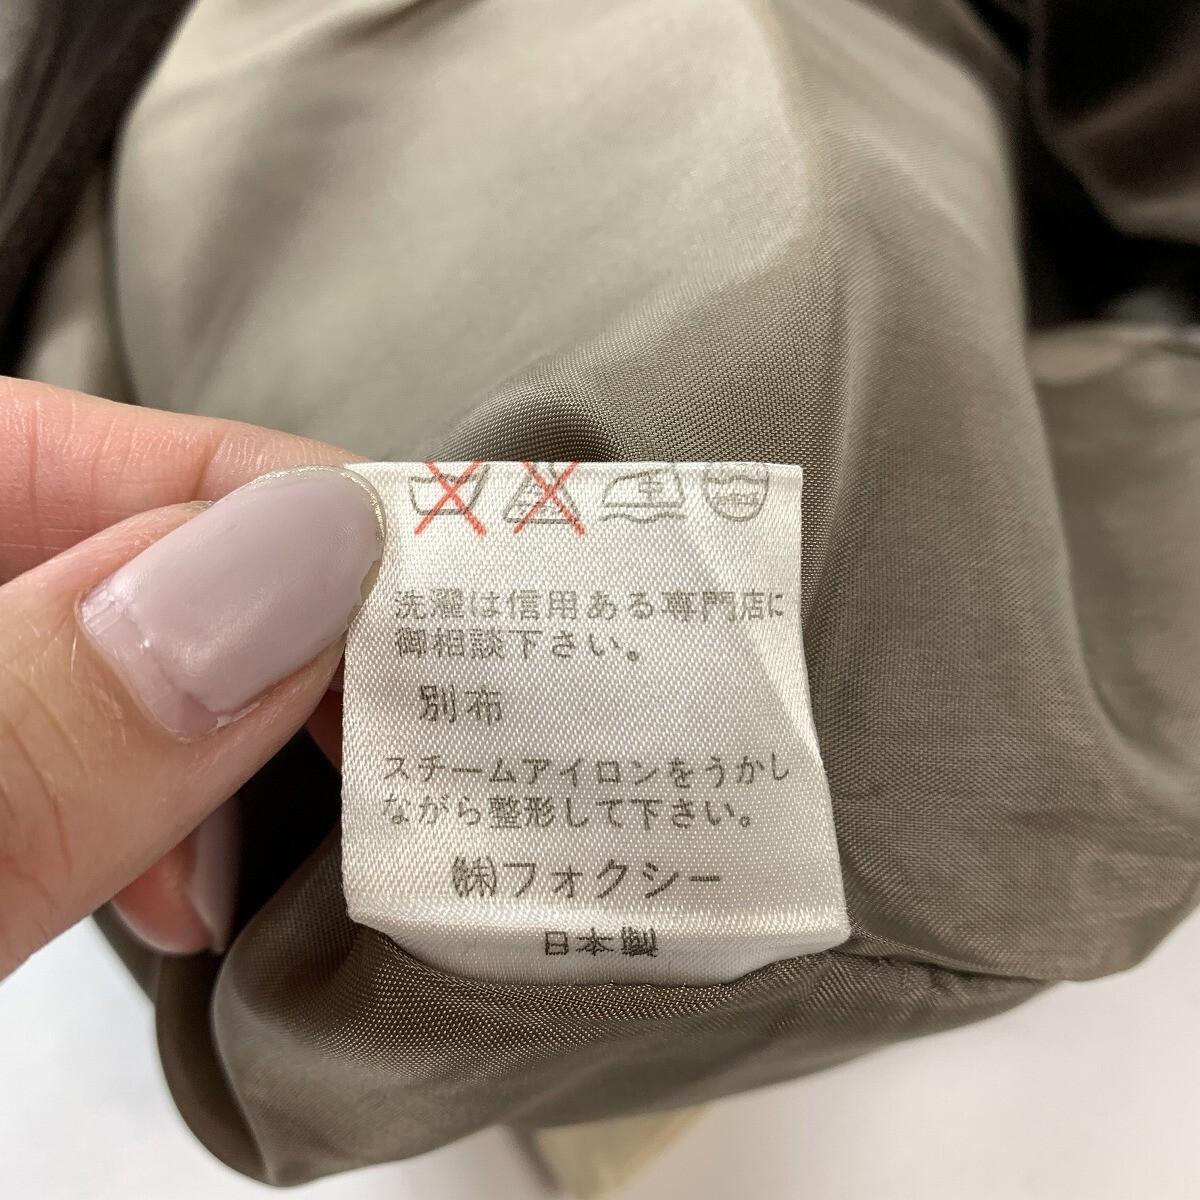 洗濯は信用ある専門店に
御相談下さい。
別布
スチームアイロンをうかし
ながら整形して下さい。
㈱フォクシー
日本製